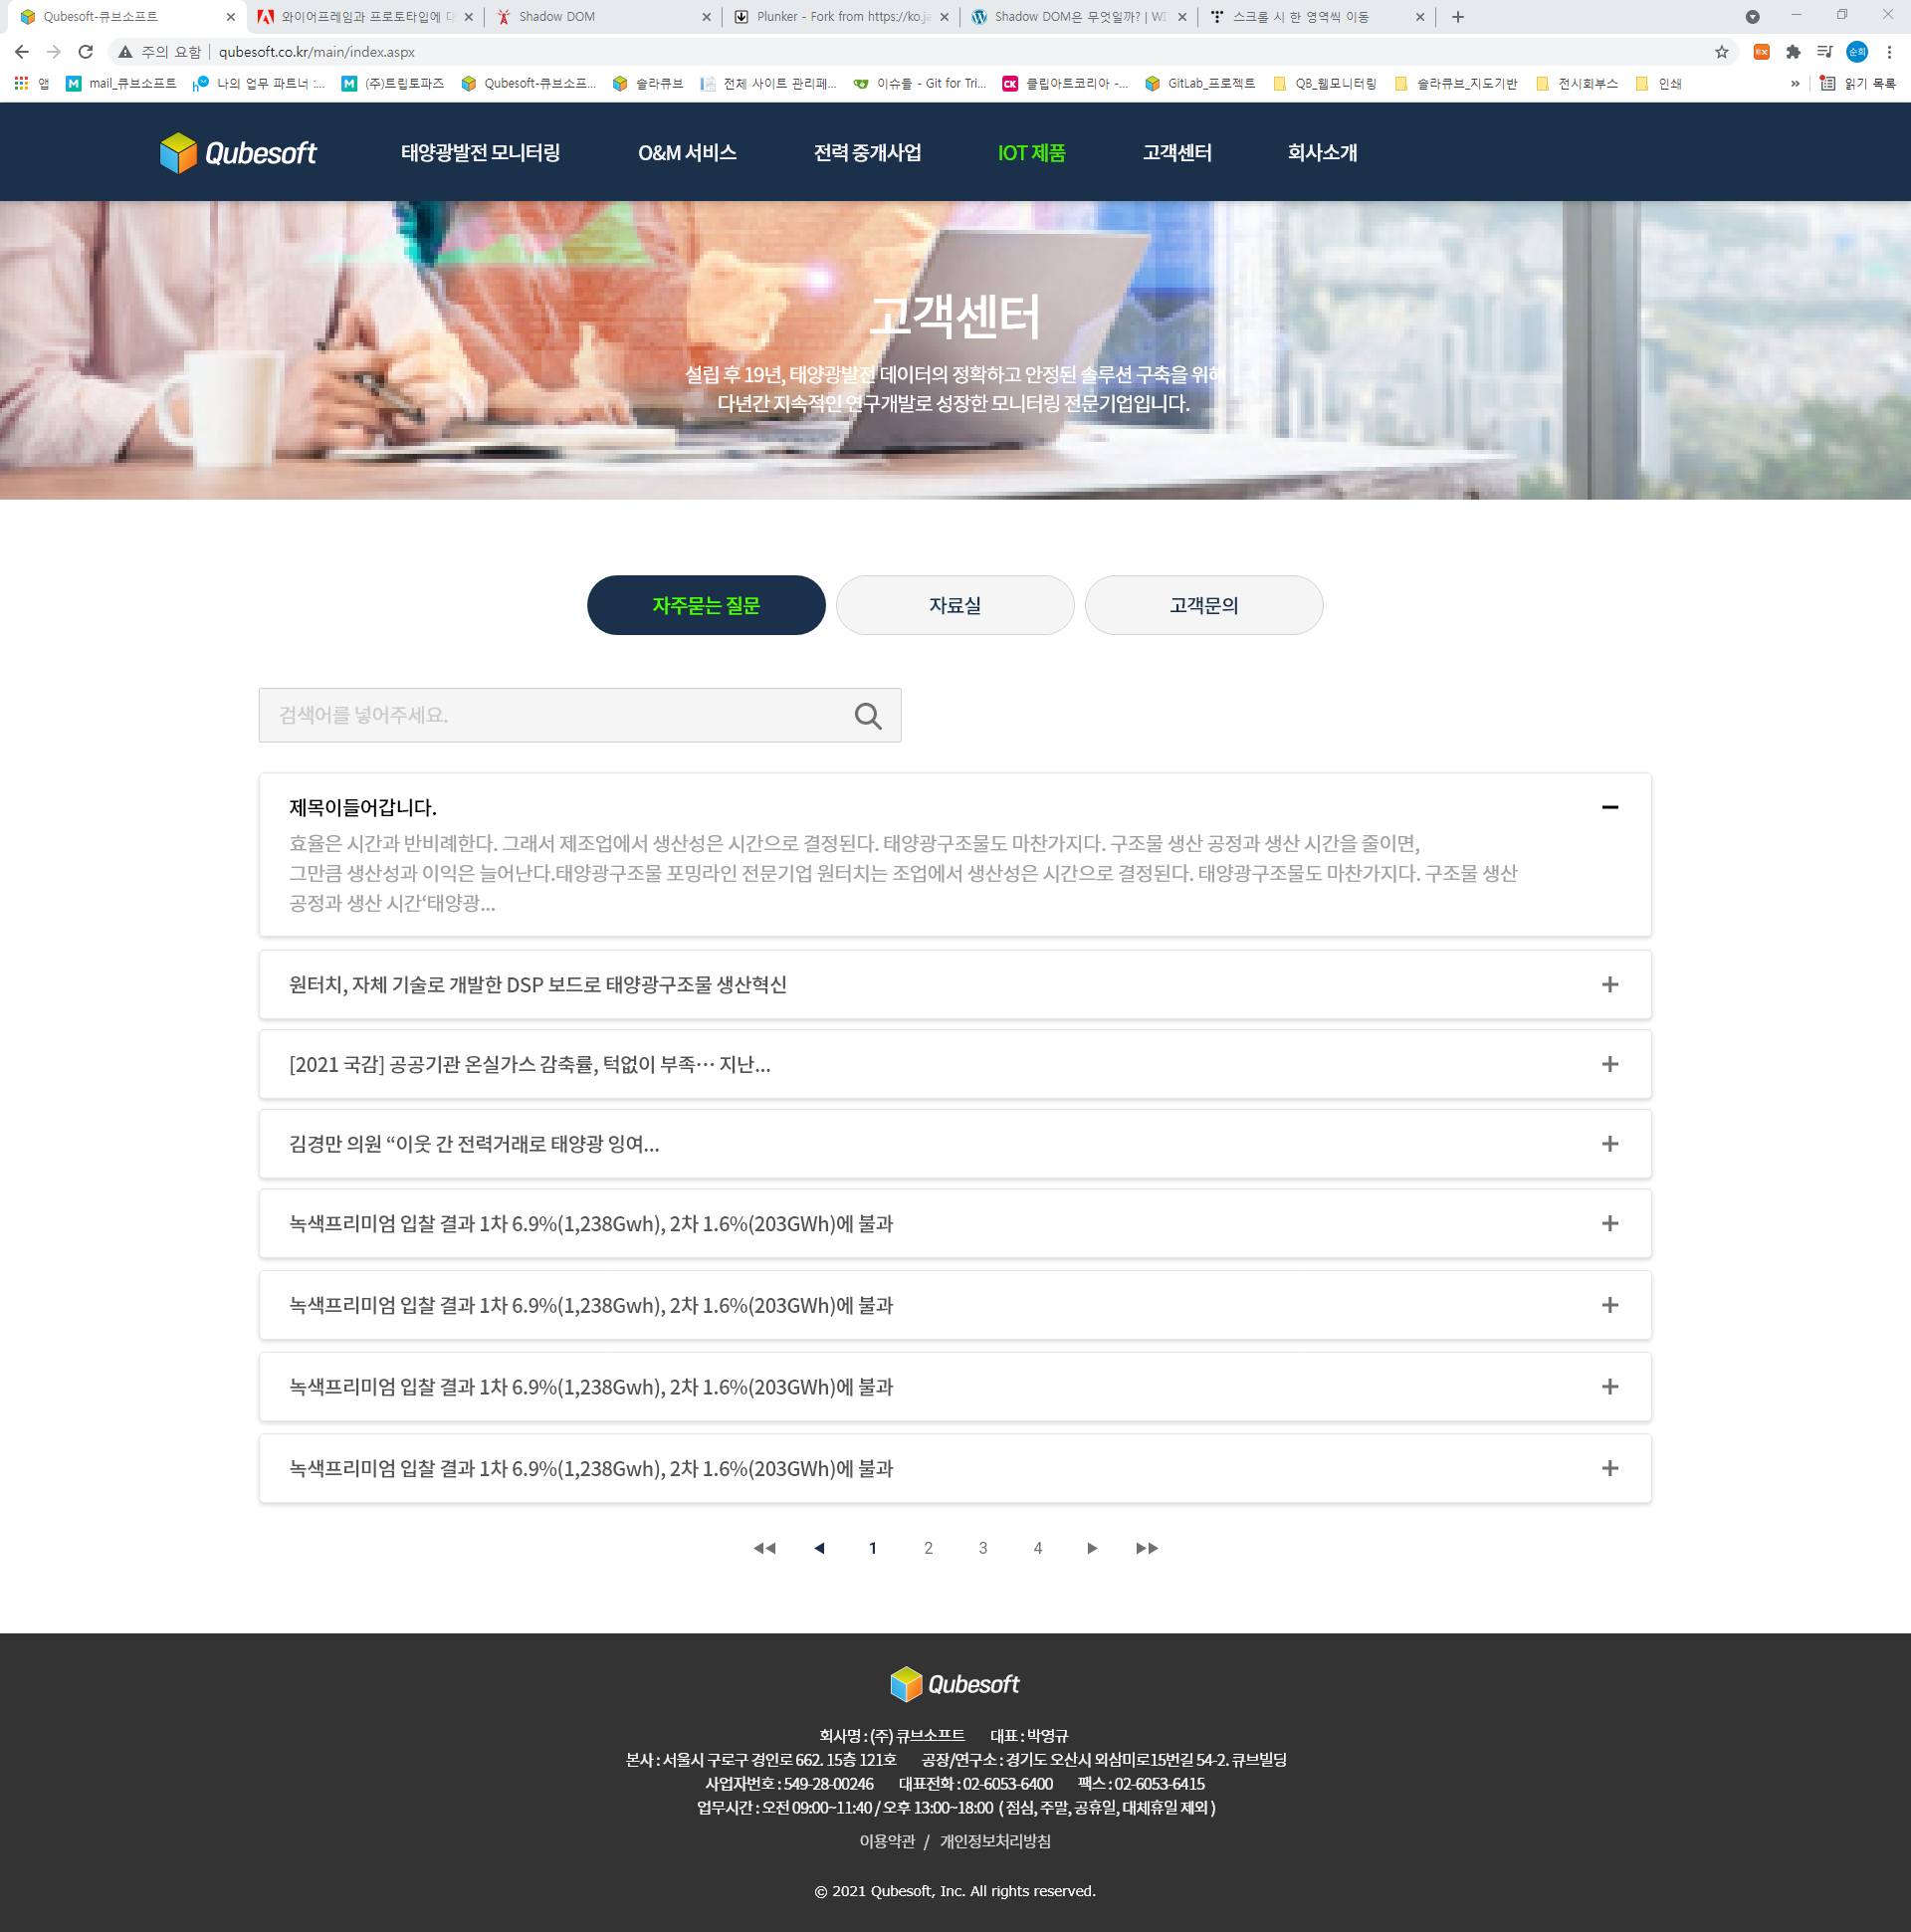 Qubesoft-큐브소프트
와이어프레임과 프로토타입에 대
Shadow DOM
Plunker - Fork from https://ko.ja
Shadow DOM은 무엇일까? | WI
스크롤 시 한 영역씩 이동
주의 요함 | qubesoft.co.kr/main/index.aspx
순희
앱
mail_큐브소프트
나의 업무 파트너 :...
(주)트립토파즈
Qubesoft-큐브소프...
솔라큐브
전체 사이트 관리페...
이슈들 - Git for Tri...
클립아트코리아 -...
GitLab_프로젝트
QB_웹모니터링
솔라큐브_지도기반
전시회부스
인쇄
»
읽기 목록
Qubesoft
태양광발전 모니터링
O&M 서비스
전력 중개사업
IOT 제품
고객센터
회사소개
고객센터
설립 후 19년, 태양광발전 데이터의 정확하고 안정된 솔루션 구축을 위해
다년간 지속적인 연구개발로 성장한 모니터링 전문기업입니다.
자주묻는 질문
자료실
고객문의
검색어를 넣어주세요.
제목이들어갑니다.
효율은 시간과 반비례한다. 그래서 제조업에서 생산성은 시간으로 결정된다. 태양광구조물도 마찬가지다. 구조물 생산 공정과 생산 시간을 줄이면,
그만큼 생산성과 이익은 늘어난다.태양광구조물 포밍라인 전문기업 원터치는 조업에서 생산성은 시간으로 결정된다. 태양광구조물도 마찬가지다. 구조물 생산
공정과 생산 시간‘태양광...
원터치, 자체 기술로 개발한 DSP 보드로 태양광구조물 생산혁신
[2021 국감] 공공기관 온실가스 감축률, 턱없이 부족… 지난...
김경만 의원 “이웃 간 전력거래로 태양광 잉여...
녹색프리미엄 입찰 결과 1차 6.9%(1,238Gwh), 2차 1.6%(203GWh)에 불과
녹색프리미엄 입찰 결과 1차 6.9%(1,238Gwh), 2차 1.6%(203GWh)에 불과
녹색프리미엄 입찰 결과 1차 6.9%(1,238Gwh), 2차 1.6%(203GWh)에 불과
녹색프리미엄 입찰 결과 1차 6.9%(1,238Gwh), 2차 1.6%(203GWh)에 불과
1 2 3 4
Qubesoft
회사명 : (주) 큐브소프트 대표 : 박영규
본사 : 서울시 구로구 경인로 662. 15층 121호 공장/연구소 : 경기도 오산시 외삼미로15번길 54-2. 큐브빌딩
사업자번호 : 549-28-00246 대표전화 : 02-6053-6400 팩스 : 02-6053-6415
업무시간 : 오전 09:00~11:40 / 오후 13:00~18:00 ( 점심, 주말, 공휴일, 대체휴일 제외 )
이용약관 / 개인정보처리방침
© 2021 Qubesoft, Inc. All rights reserved.